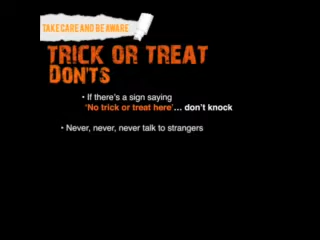 TAKE CARE AND BE AWARE
TRICK OR TREAT
DON'TS
• If there's a sign saying
'No trick or treat here'... don't knock
• Never, never, never talk to strangers